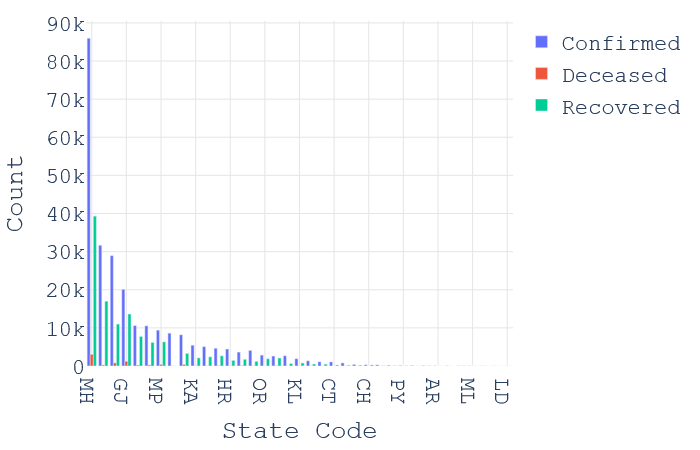 90k
80k
70k
60k
50k
40k
30k
20k
10k
0
Count
MH
GJ
MP
KA
HR
OR
KL
CT
CH
PY
AR
ML
LD
State Code
Confirmed
Deceased
Recovered